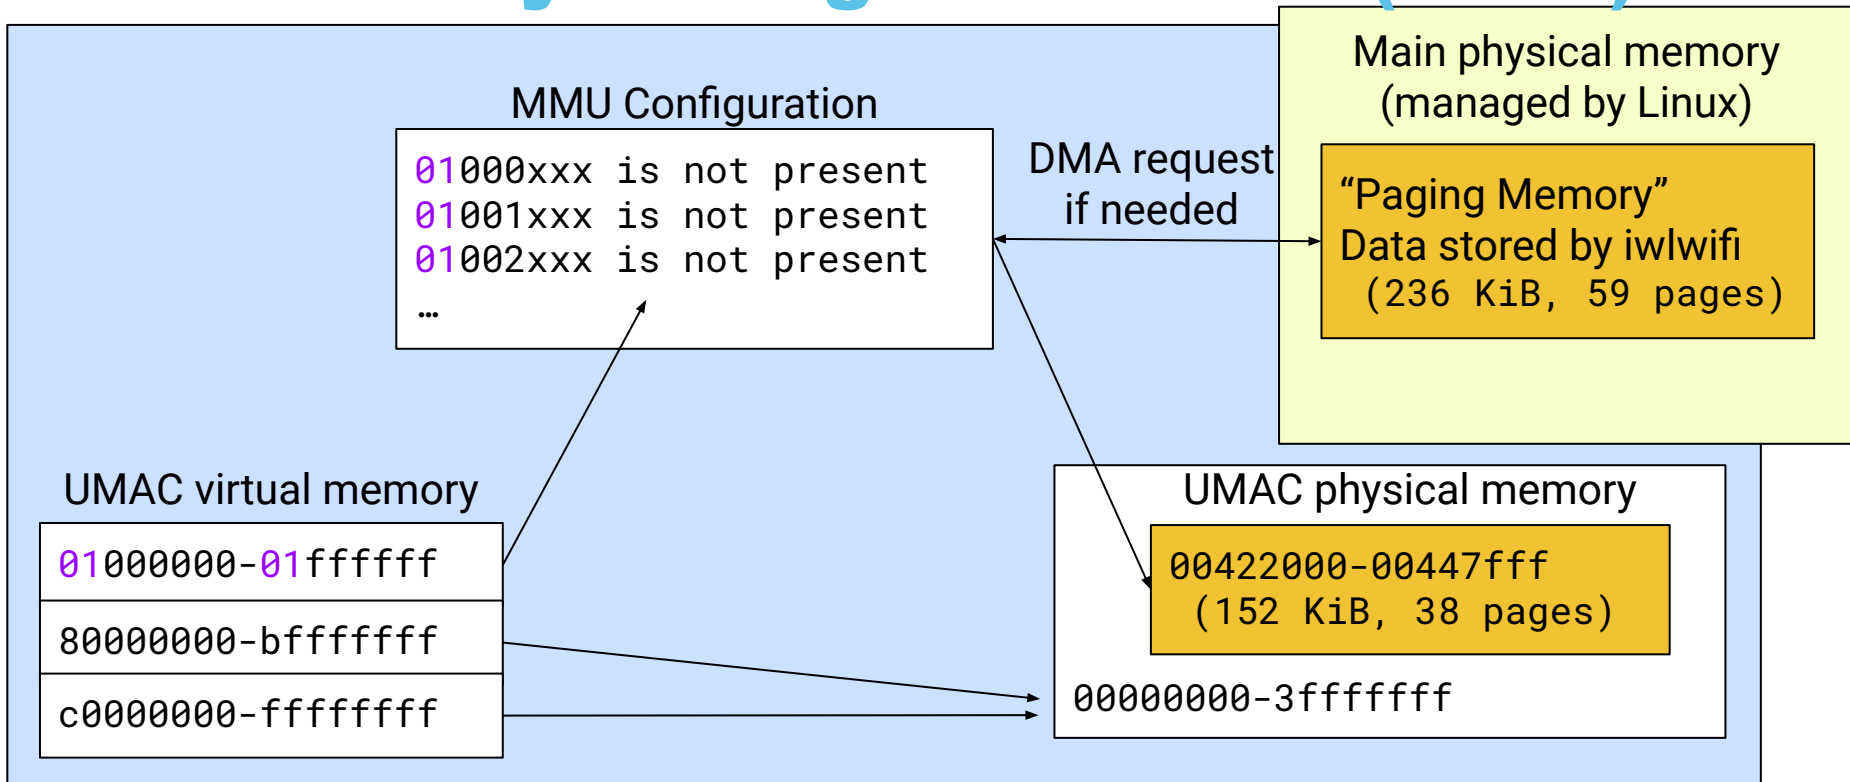 MMU Configuration
01000xxx is not present
01001xxx is not present
01002xxx is not present
…
DMA request
if needed
Main physical memory
(managed by Linux)
“Paging Memory”
Data stored by iwlwifi
(236 KiB, 59 pages)
UMAC virtual memory
01000000-01ffffff
80000000-bfffffff
c0000000-ffffffff
UMAC physical memory
00422000-00447fff
(152 KiB, 38 pages)
00000000-3fffffff